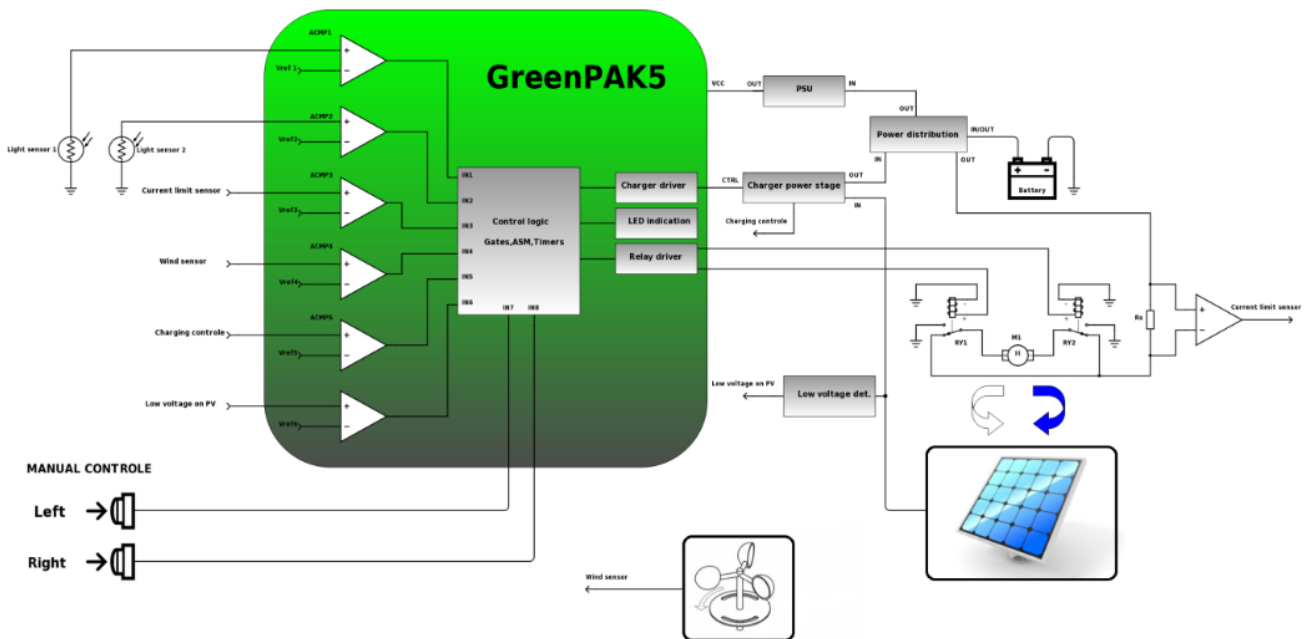 ACMP1
+
Vref 1
−
GreenPAK5
VCC
OUT
PSU
IN
OUT
ACMP2
+
Vref2
−
Power distribution
IN/OUT
IN
OUT
Light sensor 1
Light sensor 2
+ −
Battery
ACMP3
Current limit sensor
+
Vref3
−
IN1
IN2
IN3
IN4
IN5
IN6
IN7
IN8
Control logic
Gates,ASM,Timers
Charger driver
CTRL
Charger power stage
OUT
IN
LED indication
Charging controle
Relay driver
ACMP4
Wind sensor
+
Vref4
−
ACMP5
Charging controle
+
Vref5
−
-
+
-
+
RY1
M1
M
RY2
Rs
+
−
Current limit sensor
Low voltage on PV
+
Vref6
−
Low voltage on PV
Low voltage det.
MANUAL CONTROLE
Left
Right
Wind sensor